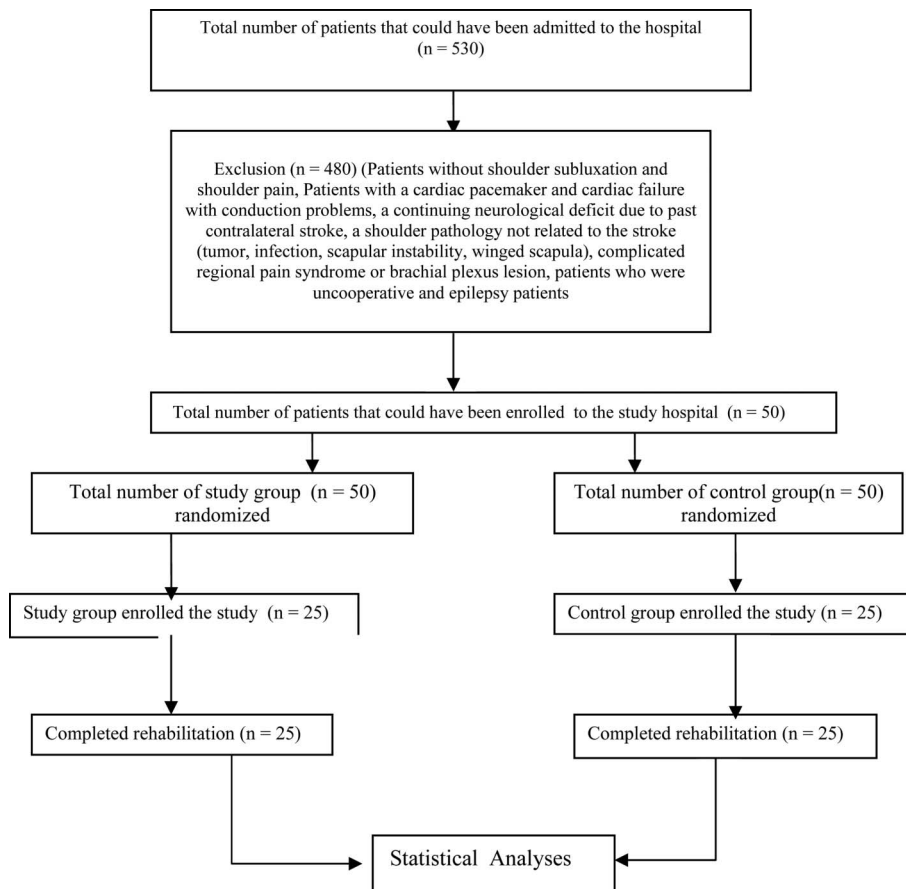 Total number of patients that could have been admitted to the hospital
(n = 530)
Exclusion (n = 480) (Patients without shoulder subluxation and
shoulder pain, Patients with a cardiac pacemaker and cardiac failure
with conduction problems, a continuing neurological deficit due to past
contralateral stroke, a shoulder pathology not related to the stroke
(tumor, infection, scapular instability, winged scapula), complicated
regional pain syndrome or brachial plexus lesion, patients who were
uncooperative and epilepsy patients
Total number of patients that could have been enrolled to the study hospital (n = 50)
Total number of study group (n = 50)
randomized
Total number of control group(n = 50)
randomized
Study group enrolled the study (n = 25)
Control group enrolled the study (n = 25)
Completed rehabilitation (n = 25)
Completed rehabilitation (n = 25)
Statistical Analyses